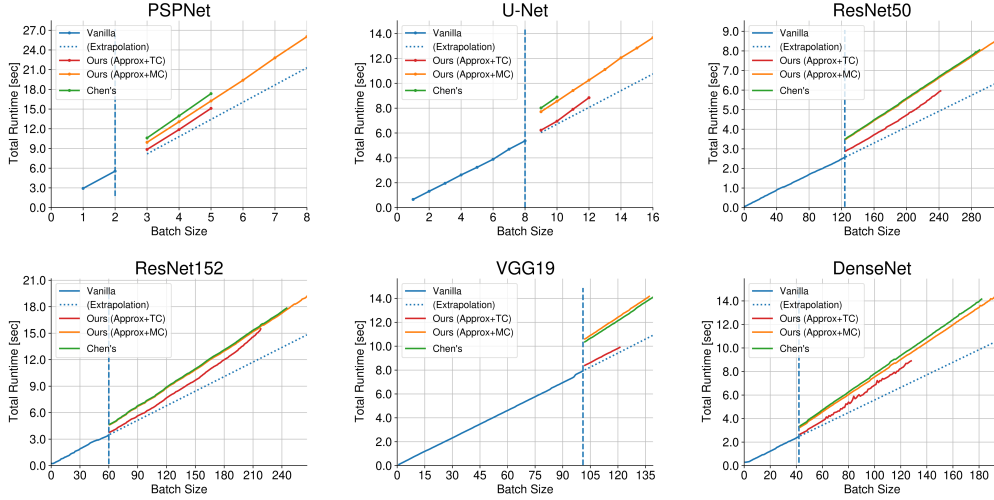 PSPNet
Total Runtime [sec]
27.0
24.0
21.0
18.0
15.0
12.0
9.0
6.0
3.0
0.0
Vanilla
(Extrapolation)
Ours (Approx+TC)
Ours (Approx+MC)
Chen's
0 1 2 3 4 5 6 7 8
Batch Size
U-Net
Total Runtime [sec]
14.0
12.0
10.0
8.0
6.0
4.0
2.0
0.0
Vanilla
(Extrapolation)
Ours (Approx+TC)
Ours (Approx+MC)
Chen's
0 2 4 6 8 10 12 14 16
Batch Size
ResNet50
Total Runtime [sec]
9.0
8.0
7.0
6.0
5.0
4.0
3.0
2.0
1.0
0.0
Vanilla
(Extrapolation)
Ours (Approx+TC)
Ours (Approx+MC)
Chen's
0 40 80 120 160 200 240 280
Batch Size
ResNet152
Total Runtime [sec]
21.0
18.0
15.0
12.0
9.0
6.0
3.0
0.0
Vanilla
(Extrapolation)
Ours (Approx+TC)
Ours (Approx+MC)
Chen's
0 30 60 90 120 150 180 210 240
Batch Size
VGG19
Total Runtime [sec]
14.0
12.0
10.0
8.0
6.0
4.0
2.0
0.0
Vanilla
(Extrapolation)
Ours (Approx+TC)
Ours (Approx+MC)
Chen's
0 15 30 45 60 75 90 105 120 135
Batch Size
DenseNet
Total Runtime [sec]
14.0
12.0
10.0
8.0
6.0
4.0
2.0
0.0
Vanilla
(Extrapolation)
Ours (Approx+TC)
Ours (Approx+MC)
Chen's
0 20 40 60 80 100 120 140 160 180
Batch Size